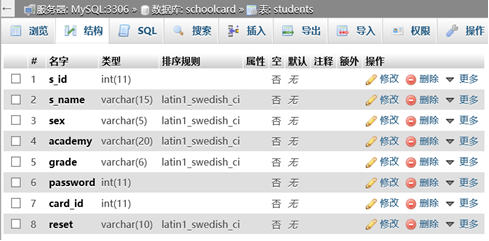 服务器: MySQL:3306 » 数据库: schoolcard » 表: students
浏览 结构 SQL 搜索 插入 导出 导入 权限 操作
# 名字 类型 排序规则 属性 空 默认 注释 额外 操作
1 s_id int(11) 否 无 修改 删除 更多
2 s_name varchar(15) latin1_swedish_ci 否 无 修改 删除 更多
3 sex varchar(5) latin1_swedish_ci 否 无 修改 删除 更多
4 academy varchar(20) latin1_swedish_ci 否 无 修改 删除 更多
5 grade varchar(6) latin1_swedish_ci 否 无 修改 删除 更多
6 password int(11) 否 无 修改 删除 更多
7 card_id int(11) 否 无 修改 删除 更多
8 reset varchar(10) latin1_swedish_ci 否 无 修改 删除 更多